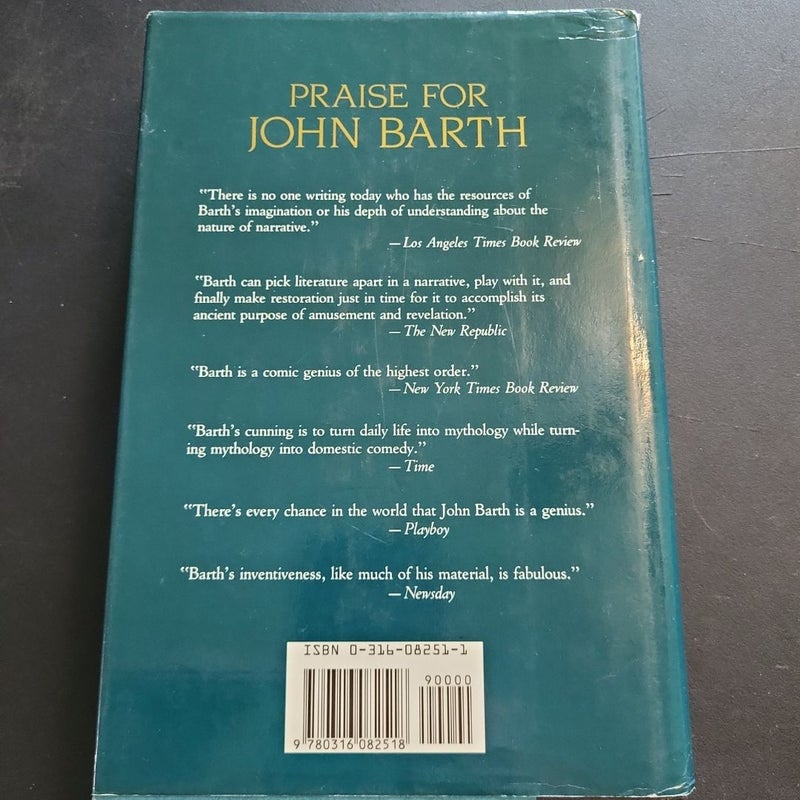 PRAISE FOR
JOHN BARTH
"There is no one writing today who has the resources of
Barth's imagination or his depth of understanding about the
nature of narrative."
—Los Angeles Times Book Review
"Barth can pick literature apart in a narrative, play with it, and
finally make restoration just in time for it to accomplish its
ancient purpose of amusement and revelation."
—The New Republic
"Barth is a comic genius of the highest order."
—New York Times Book Review
"Barth's cunning is to turn daily life into mythology while turn-
ing mythology into domestic comedy."
—Time
"There's every chance in the world that John Barth is a genius."
—Playboy
"Barth's inventiveness, like much of his material, is fabulous."
—Newsday
ISBN 0-316-08251-1
90000
9 780316 082518